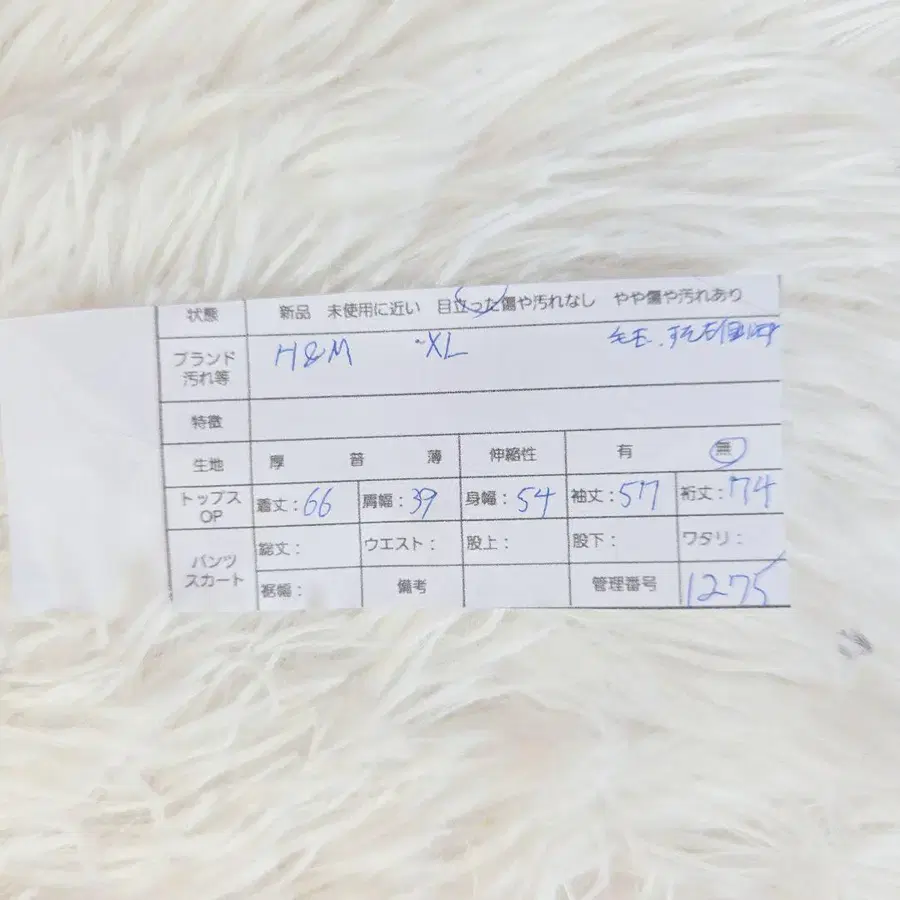 状態 新品 未使用に近い 目立った傷や汚れなし やや傷や汚れあり
ブランド 汚れ等 H&M XL
特徴
生地 厚 普 薄 伸縮性 有 無
トップス OP 着丈：66 肩幅：39 身幅：54 袖丈：57 裄丈：74
パンツ スカート 総丈： ウエスト： 股上： 股下： ワタリ：
裾幅： 備考 管理番号 1275